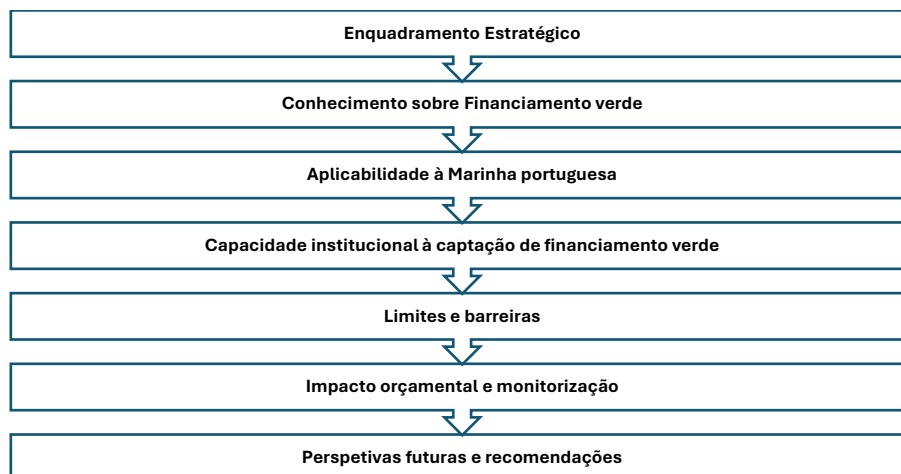 Enquadramento Estratégico
Conhecimento sobre Financiamento verde
Aplicabilidade à Marinha portuguesa
Capacidade institucional à captação de financiamento verde
Limites e barreiras
Impacto orçamental e monitorização
Perspetivas futuras e recomendações